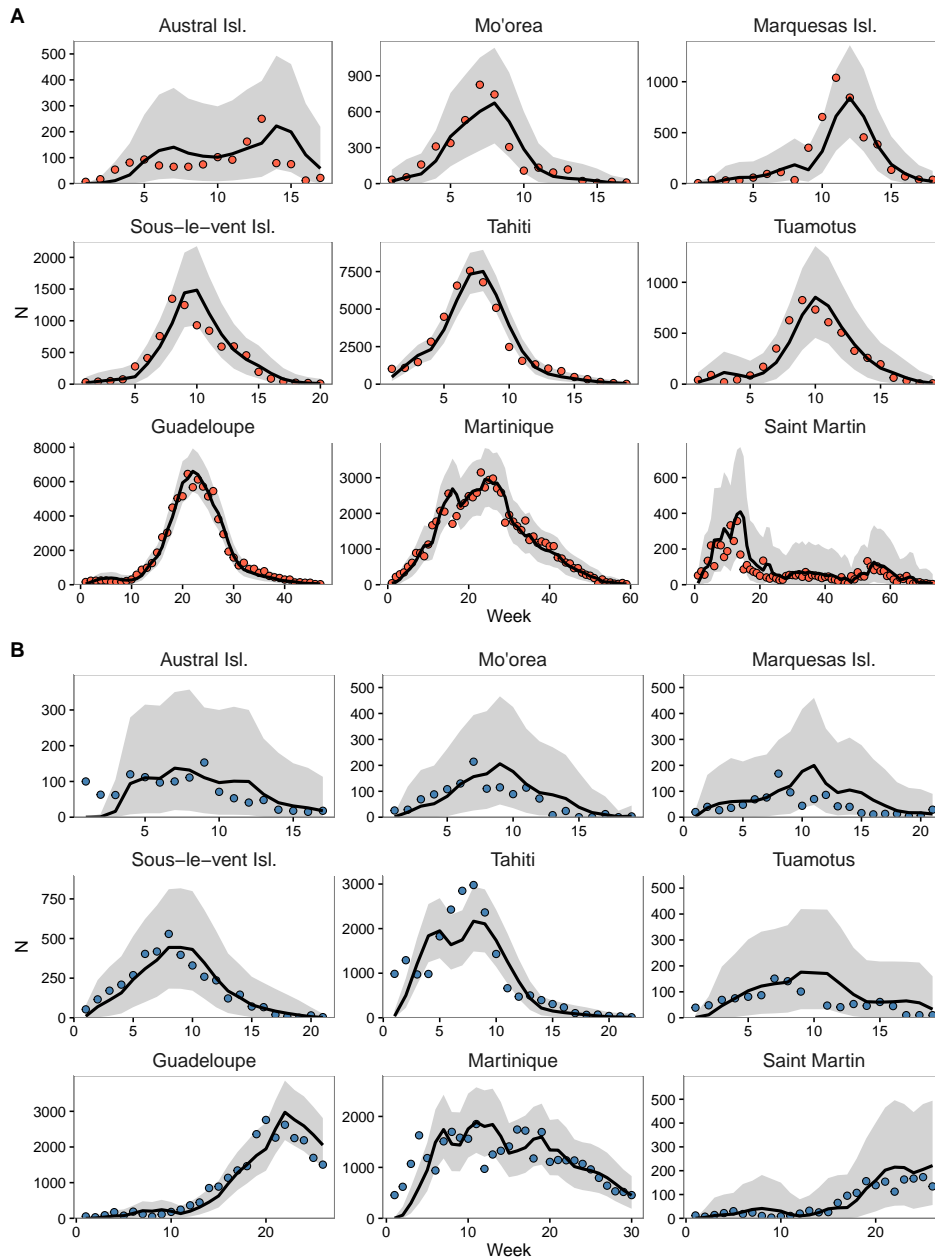 A
Austral Isl. Mo'orea Marquesas Isl.
500
400
300
200
100
0
5 10 15
900
600
300
0
5 10 15
1000
500
0
5 10 15
Sous−le−vent Isl. Tahiti Tuamotus
N
2000
1500
1000
500
0
5 10 15 20
7500
5000
2500
0
5 10 15
1000
500
0
5 10 15
Guadeloupe Martinique Saint Martin
8000
6000
4000
2000
0
0 10 20 30 40
3000
2000
1000
0
0 20 40 60
600
400
200
0
0 20 40 60
Week
B
Austral Isl. Mo'orea Marquesas Isl.
300
200
100
0
5 10 15
500
400
300
200
100
0
5 10 15
500
400
300
200
100
0
0 5 10 15 20
Sous−le−vent Isl. Tahiti Tuamotus
N
750
500
250
0
0 5 10 15 20
3000
2000
1000
0
0 5 10 15 20
500
400
300
200
100
0
5 10 15
Guadeloupe Martinique Saint Martin
3000
2000
1000
0
0 10 20
2000
1000
0
0 10 20 30
600
400
200
0
0 10 20
Week